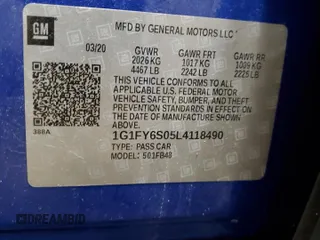 GM
MFD BY GENERAL MOTORS LLC
03/20 GVWR GAWR FRT GAWR RR
2026 KG 1017 KG 1009 KG
4467 LB 2242 LB 2225 LB
THIS VEHICLE CONFORMS TO ALL
APPLICABLE U.S. FEDERAL MOTOR
VEHICLE SAFETY, BUMPER, AND THEFT
PREVENTION STANDARDS IN EFFECT
ON THE DATE OF MANUFACTURE
SHOWN ABOVE.
388A
1G1FY6S05L4118490
TYPE: PASS CAR
MODEL: 5O1FB48
DREAMBID